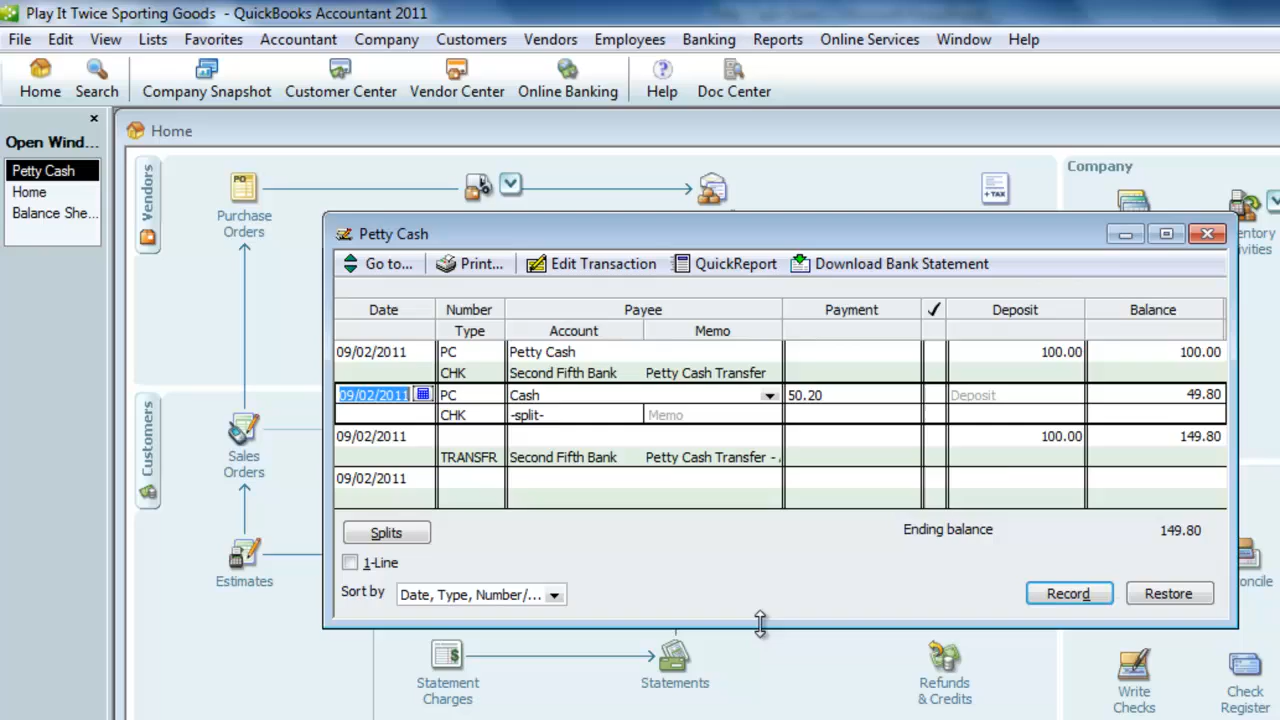 Play It Twice Sporting Goods - QuickBooks Accountant 2011
File Edit View Lists Favorites Accountant Company Customers Vendors Employees Banking Reports Online Services Window Help
Home Search Company Snapshot Customer Center Vendor Center Online Banking Help Doc Center
Open Wind...
Petty Cash
Home
Balance She...
Home
Vendors
PO
Purchase
Orders
+TAX
Company
Customers
Sales
Orders
Estimates
Petty Cash
Go to... Print... Edit Transaction QuickReport Download Bank Statement
Date Number Payee Payment ✓ Deposit Balance
Type Account Memo
09/02/2011 PC Petty Cash 100.00 100.00
CHK Second Fifth Bank Petty Cash Transfer
09/02/2011 PC Cash 50.20 Deposit 49.80
CHK -split- Memo
09/02/2011 100.00 149.80
TRANSFR Second Fifth Bank Petty Cash Transfer -
09/02/2011
Splits Ending balance 149.80
1-Line
Sort by Date, Type, Number/... Record Restore
Statement
Charges
Statements
Refunds
& Credits
Write
Checks
Check
Register